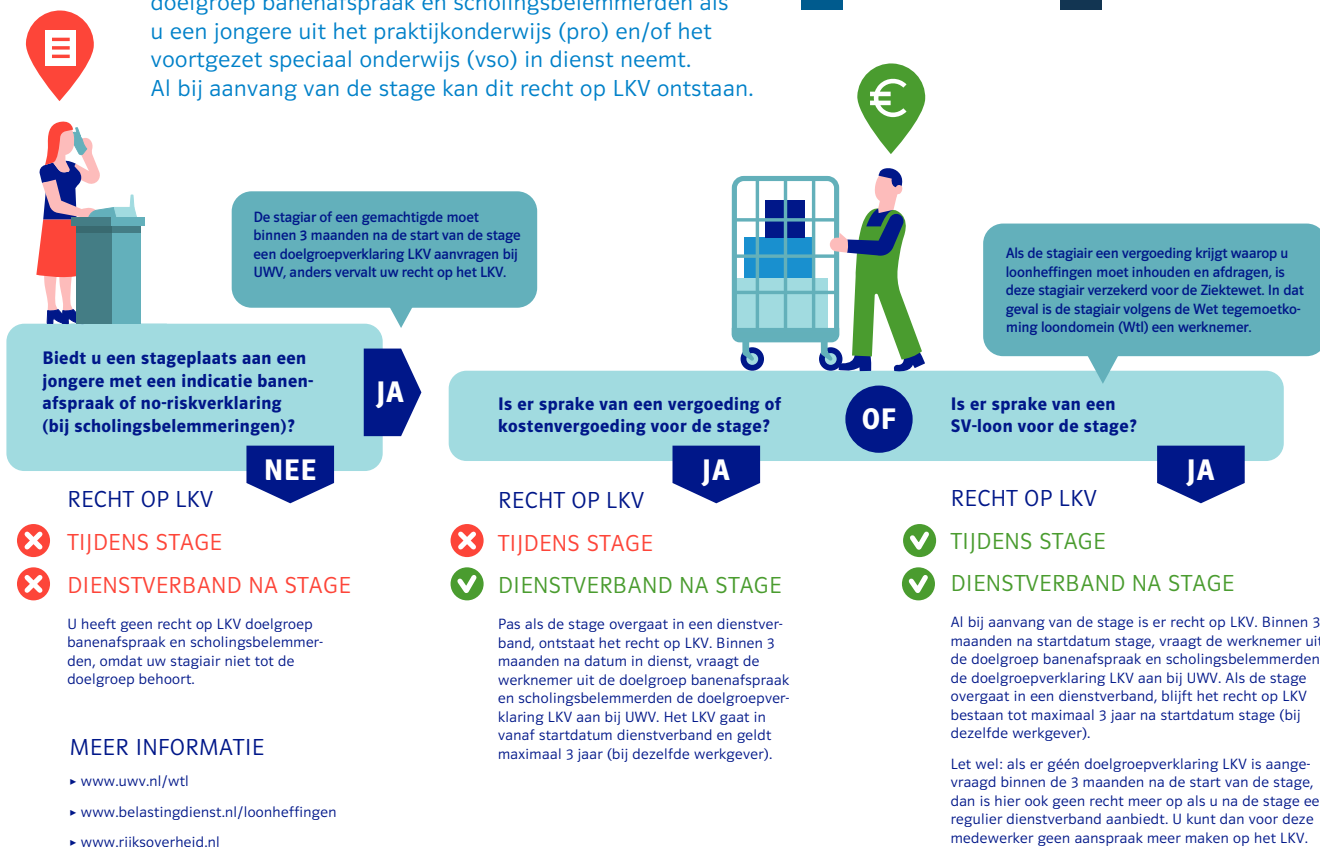 doelgroep banenafspraak en scholingsbelemmerden als
u een jongere uit het praktijkonderwijs (pro) en/of het
voortgezet speciaal onderwijs (vso) in dienst neemt.
Al bij aanvang van de stage kan dit recht op LKV ontstaan.
€
De stagiar of een gemachtigde moet
binnen 3 maanden na de start van de stage
een doelgroepverklaring LKV aanvragen bij
UWV, anders vervalt uw recht op het LKV.
Als de stagiair een vergoeding krijgt waarop u
loonheffingen moet inhouden en afdragen, is
deze stagiair verzekerd voor de Ziektewet. In dat
geval is de stagiair volgens de Wet tegemoetko-
ming loondomein (Wtl) een werknemer.
Biedt u een stageplaats aan een
jongere met een indicatie banen-
afspraak of no-riskverklaring
(bij scholingsbelemmeringen)?
JA
NEE
Is er sprake van een vergoeding of
kostenvergoeding voor de stage?
JA
OF
Is er sprake van een
SV-loon voor de stage?
JA
RECHT OP LKV
TIJDENS STAGE
DIENSTVERBAND NA STAGE
U heeft geen recht op LKV doelgroep
banenafspraak en scholingsbelemmer-
den, omdat uw stagiair niet tot de
doelgroep behoort.
MEER INFORMATIE
▸ www.uwv.nl/wtl
▸ www.belastingdienst.nl/loonheffingen
▸ www.rijksoverheid.nl
RECHT OP LKV
TIJDENS STAGE
DIENSTVERBAND NA STAGE
Pas als de stage overgaat in een dienstver-
band, ontstaat het recht op LKV. Binnen 3
maanden na datum in dienst, vraagt de
werknemer uit de doelgroep banenafspraak
en scholingsbelemmerden de doelgroepver-
klaring LKV aan bij UWV. Het LKV gaat in
vanaf startdatum dienstverband en geldt
maximaal 3 jaar (bij dezelfde werkgever).
RECHT OP LKV
TIJDENS STAGE
DIENSTVERBAND NA STAGE
Al bij aanvang van de stage is er recht op LKV. Binnen 3
maanden na startdatum stage, vraagt de werknemer uit
de doelgroep banenafspraak en scholingsbelemmerden
de doelgroepverklaring LKV aan bij UWV. Als de stage
overgaat in een dienstverband, blijft het recht op LKV
bestaan tot maximaal 3 jaar na startdatum stage (bij
dezelfde werkgever).
Let wel: als er géén doelgroepverklaring LKV is aange-
vraagd binnen de 3 maanden na de start van de stage,
dan is hier ook geen recht meer op als u na de stage ee
regulier dienstverband aanbiedt. U kunt dan voor deze
medewerker geen aanspraak meer maken op het LKV.